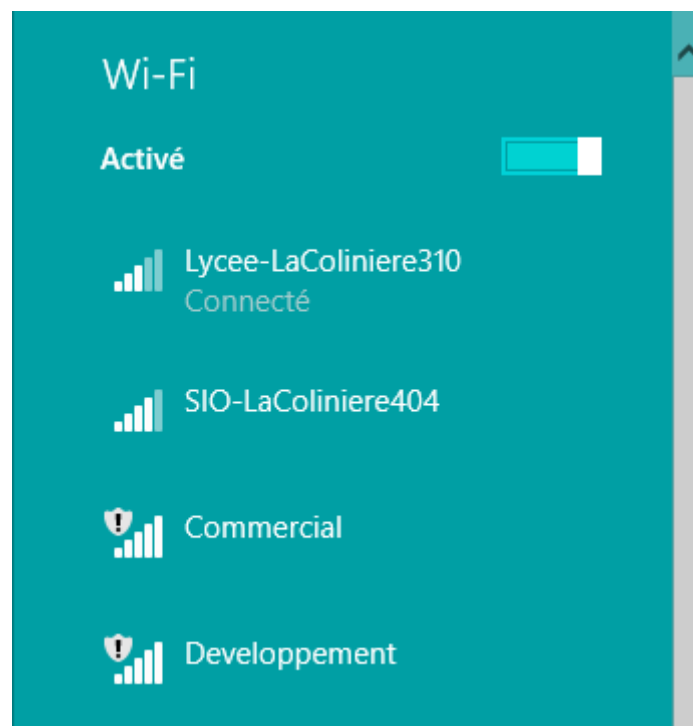 Wi-Fi
Activé
Lycee-LaColiniere310
Connecté
SIO-LaColiniere404
Commercial
Developpement